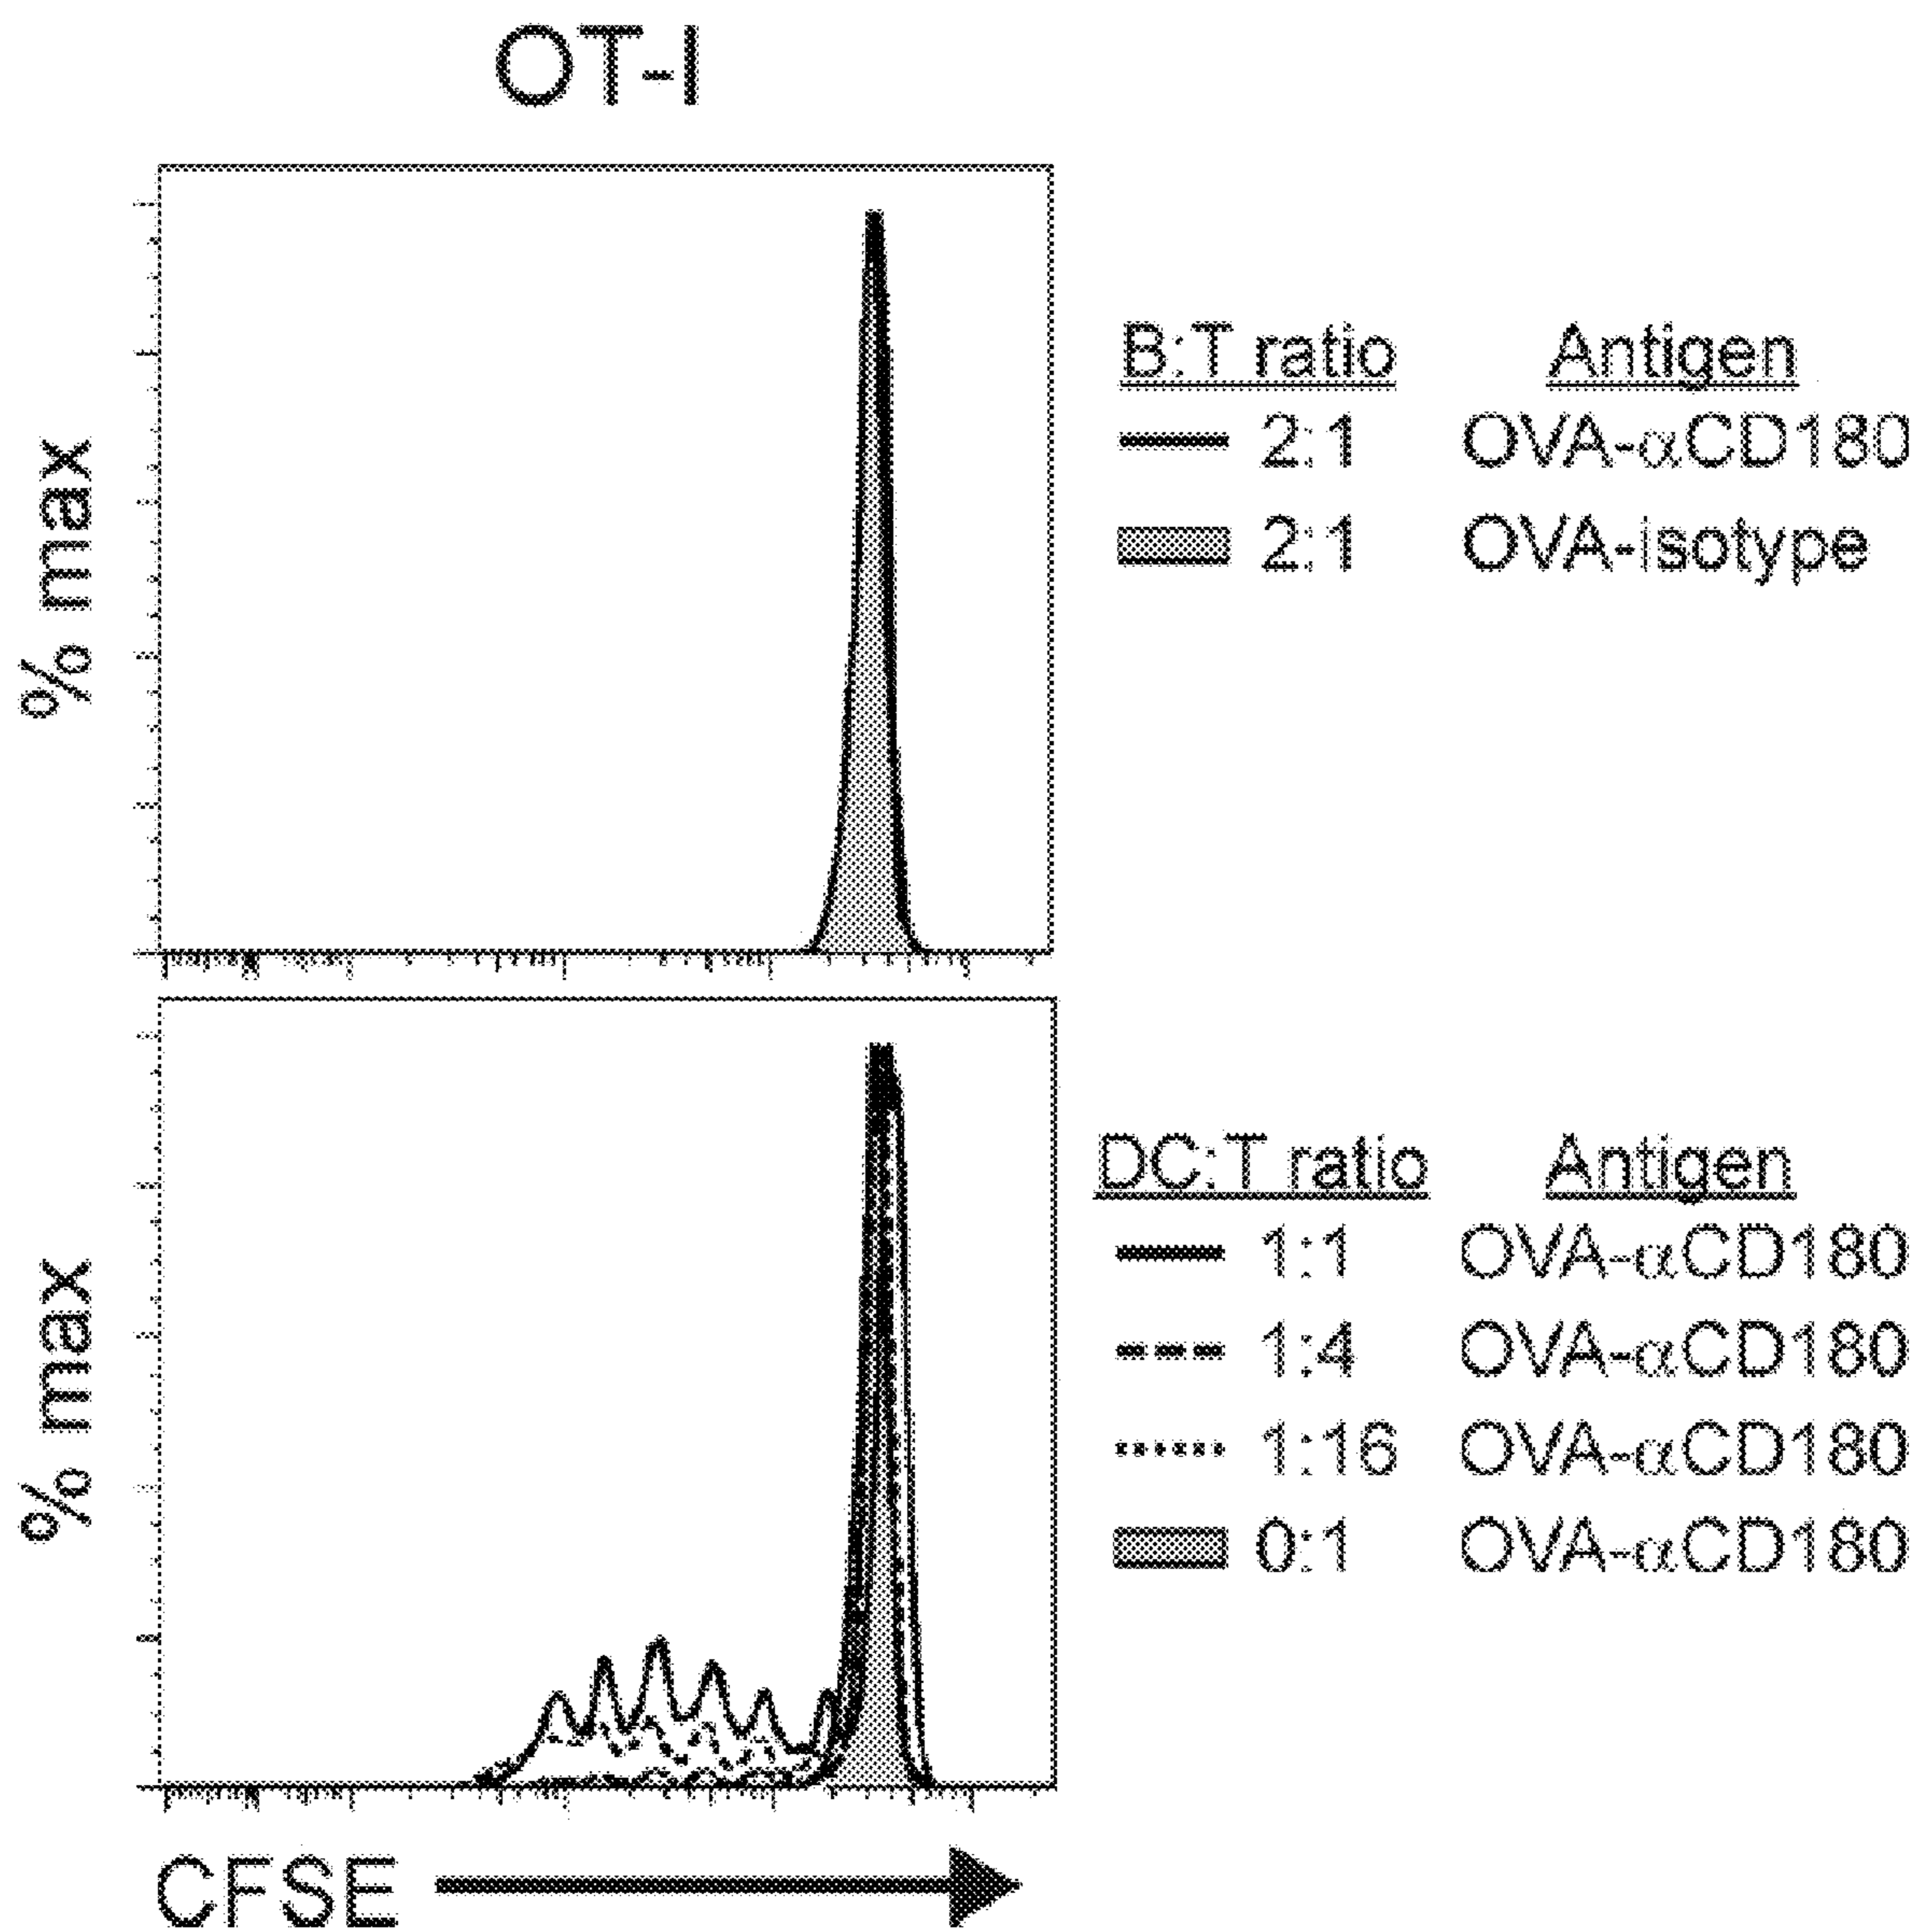 OT-I
% max
B:T ratio Antigen
2:1 OVA-αCD180
2:1 OVA-isotype
% max
DC:T ratio Antigen
1:1 OVA-αCD180
1:4 OVA-αCD180
1:16 OVA-αCD180
0:1 OVA-αCD180
CFSE